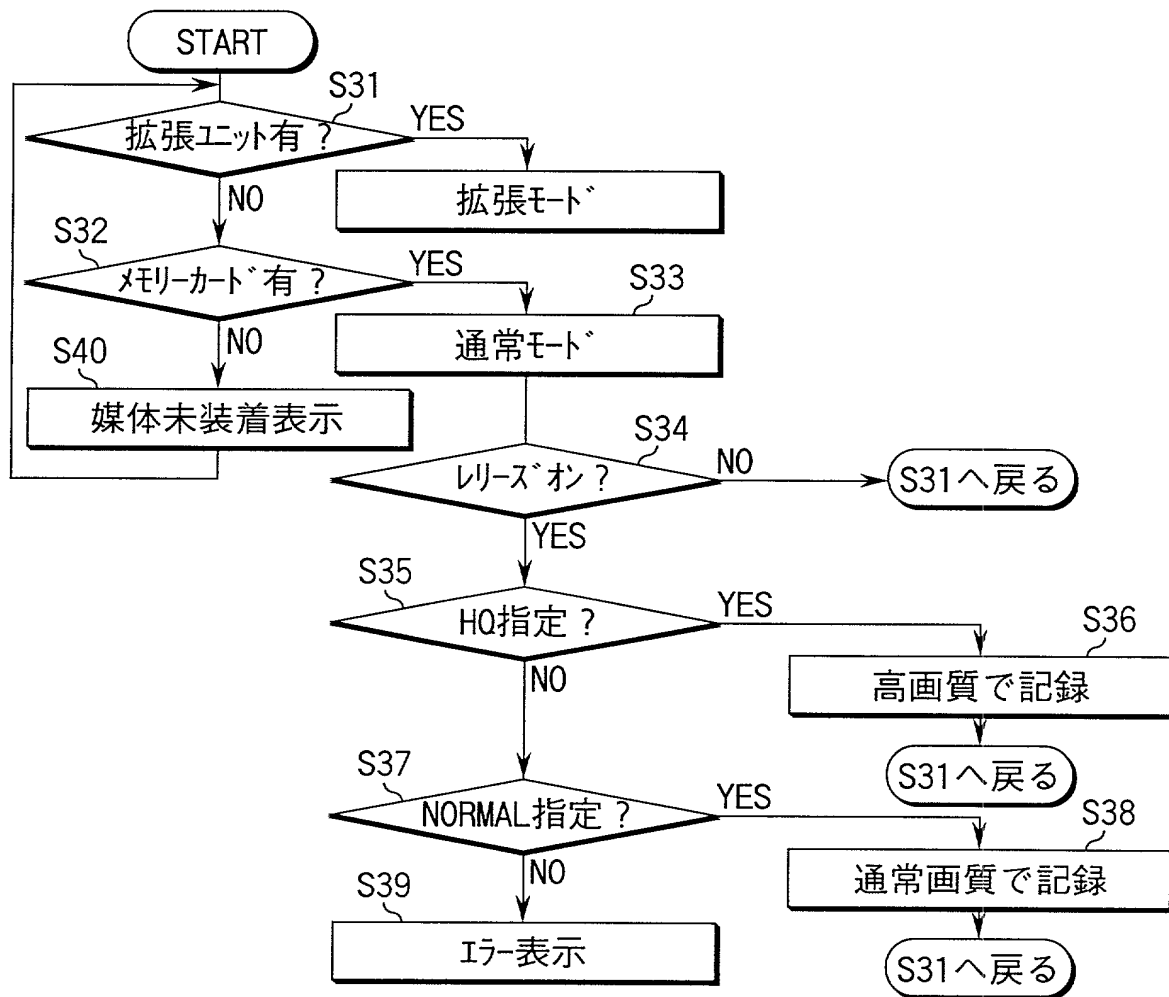 START
S31
拡張ユニット有？
YES
NO
拡張モード
S32
メモリーカード有？
YES
NO
S33
通常モード
S40
媒体未装着表示
S34
レリーズオン？
NO
YES
S31へ戻る
S35
HQ指定？
YES
NO
S36
高画質で記録
S31へ戻る
S37
NORMAL指定？
YES
NO
S38
通常画質で記録
S31へ戻る
S39
エラー表示